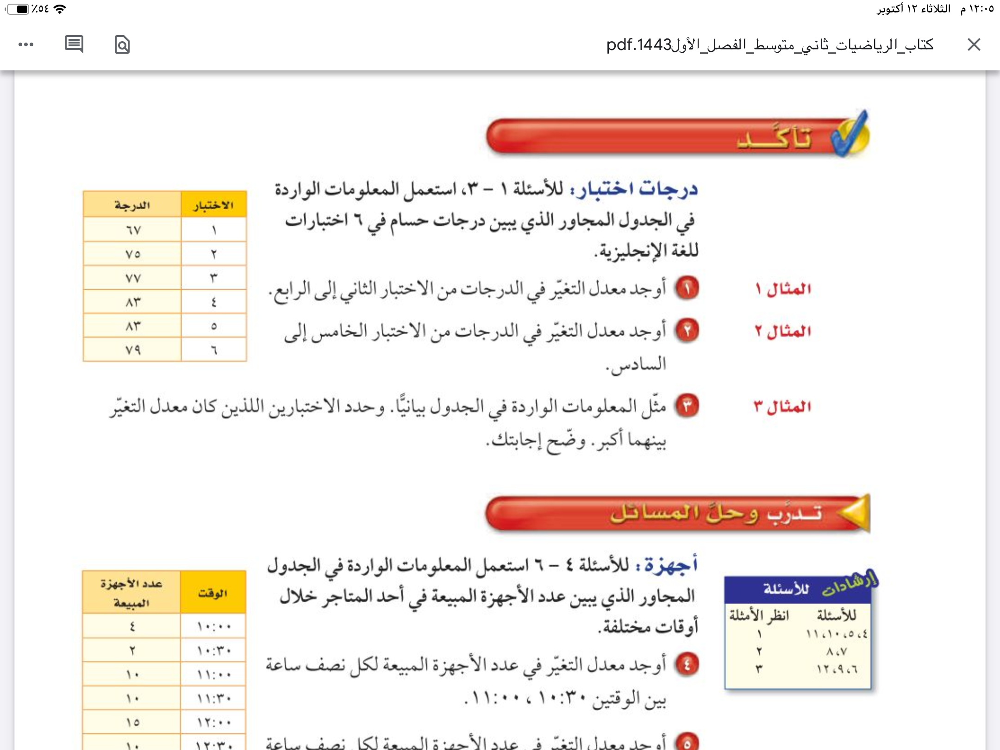 ١٢:٠٥ م الثلاثاء ١٢ أكتوبر
٪٥٤
كتاب_الرياضيات_ثاني_متوسط_الفصل_الأول1443.pdf
تأكَّـد
درجات اختبار: للأسئلة ١ – ٣، استعمل المعلومات الواردة
في الجدول المجاور الذي يبين درجات حسام في ٦ اختبارات
للغة الإنجليزية.
الاختبار الدرجة
١ ٦٧
٢ ٧٥
٣ ٧٧
٤ ٨٣
٥ ٨٣
٦ ٧٩
المثال ١ ١ أوجد معدل التغيّر في الدرجات من الاختبار الثاني إلى الرابع.
المثال ٢ ٢ أوجد معدل التغيّر في الدرجات من الاختبار الخامس إلى
السادس.
المثال ٣ ٣ مثّل المعلومات الواردة في الجدول بيانيًّا. وحدد الاختبارين اللذين كان معدل التغيّر
بينهما أكبر. وضّح إجابتك.
تـدرَّب وحلَّ المسائل
إرشادات للأسئلة
للأسئلة انظر الأمثلة
٤، ٥، ١٠، ١١ ١
٧، ٨ ٢
٦، ٩، ١٢ ٣
أجهزة: للأسئلة ٤ – ٦ استعمل المعلومات الواردة في الجدول
المجاور الذي يبين عدد الأجهزة المبيعة في أحد المتاجر خلال
أوقات مختلفة.
الوقت عدد الأجهزة
المبيعة
١٠:٠٠ ٤
١٠:٣٠ ٢
١١:٠٠ ١٠
١١:٣٠ ١٠
١٢:٠٠ ١٥
١٢:٣٠ ١٠
٤ أوجد معدل التغيّر في عدد الأجهزة المبيعة لكل نصف ساعة
بين الوقتين ١٠:٣٠ ، ١١:٠٠ .
٥ أوجد معدل التغيّر في عدد الأجهزة المبيعة لكل نصف ساعة